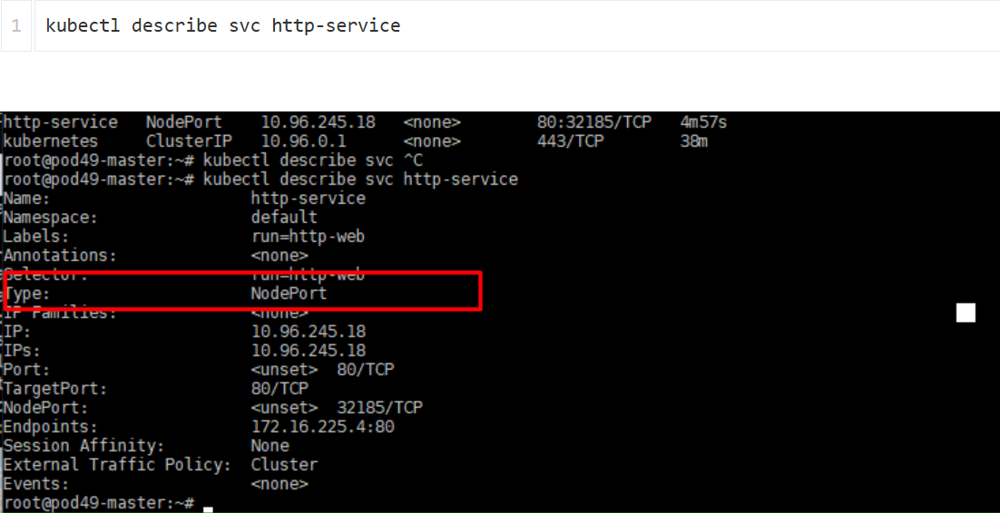 1 kubectl describe svc http-service
http-service NodePort 10.96.245.18 <none> 80:32185/TCP 4m57s
kubernetes ClusterIP 10.96.0.1 <none> 443/TCP 38m
root@pod49-master:~# kubectl describe svc ^C
root@pod49-master:~# kubectl describe svc http-service
Name: http-service
Namespace: default
Labels: run=http-web
Annotations: <none>
Selector: run=http-web
Type: NodePort
IP Families: <none>
IP: 10.96.245.18
IPs: 10.96.245.18
Port: <unset> 80/TCP
TargetPort: 80/TCP
NodePort: <unset> 32185/TCP
Endpoints: 172.16.225.4:80
Session Affinity: None
External Traffic Policy: Cluster
Events: <none>
root@pod49-master:~#